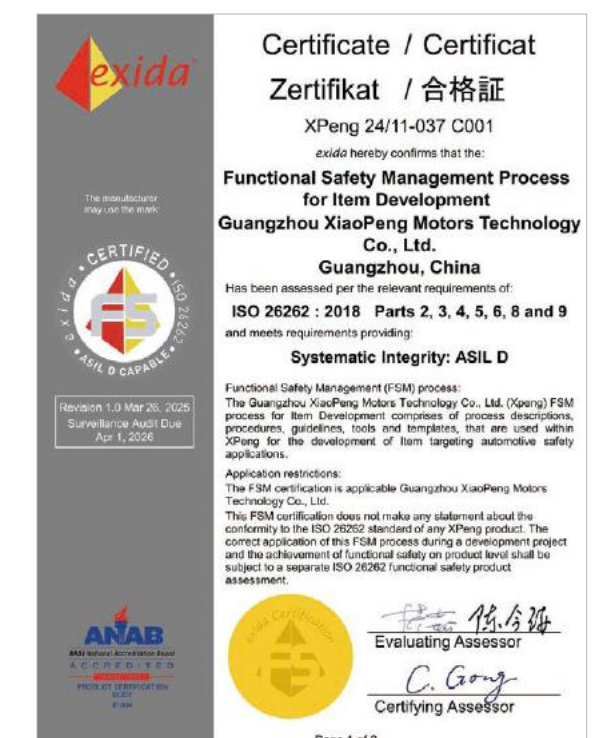 exida
The manufacturer
may use the mark:
exida CERTIFIED ISO 26262
FS
ASIL D CAPABLE
Revision 1.0 Mar 26, 2025
Surveillance Audit Due
Apr 1, 2026
ANAB
ANSI National Accreditation Board
ACCREDITED
PRODUCT CERTIFICATION
BODY
Certificate / Certificat
Zertifikat / 合格証
XPeng 24/11-037 C001
exida hereby confirms that the:
Functional Safety Management Process
for Item Development
Guangzhou XiaoPeng Motors Technology
Co., Ltd.
Guangzhou, China
Has been assessed per the relevant requirements of:
ISO 26262 : 2018 Parts 2, 3, 4, 5, 6, 8 and 9
and meets requirements providing:
Systematic Integrity: ASIL D
Functional Safety Management (FSM) process:
The Guangzhou XiaoPeng Motors Technology Co., Ltd. (Xpeng) FSM
process for Item Development comprises of process descriptions,
procedures, guidelines, tools and templates, that are used within
XPeng for the development of Item targeting automotive safety
applications.
Application restrictions:
The FSM certification is applicable Guangzhou XiaoPeng Motors
Technology Co., Ltd.
This FSM certification does not make any statement about the
conformity to the ISO 26262 standard of any XPeng product. The
correct application of this FSM process during a development project
and the achievement of functional safety on product level shall be
subject to a separate ISO 26262 functional safety product
assessment.
exida Certification
Evaluating Assessor
C. Gong
Certifying Assessor